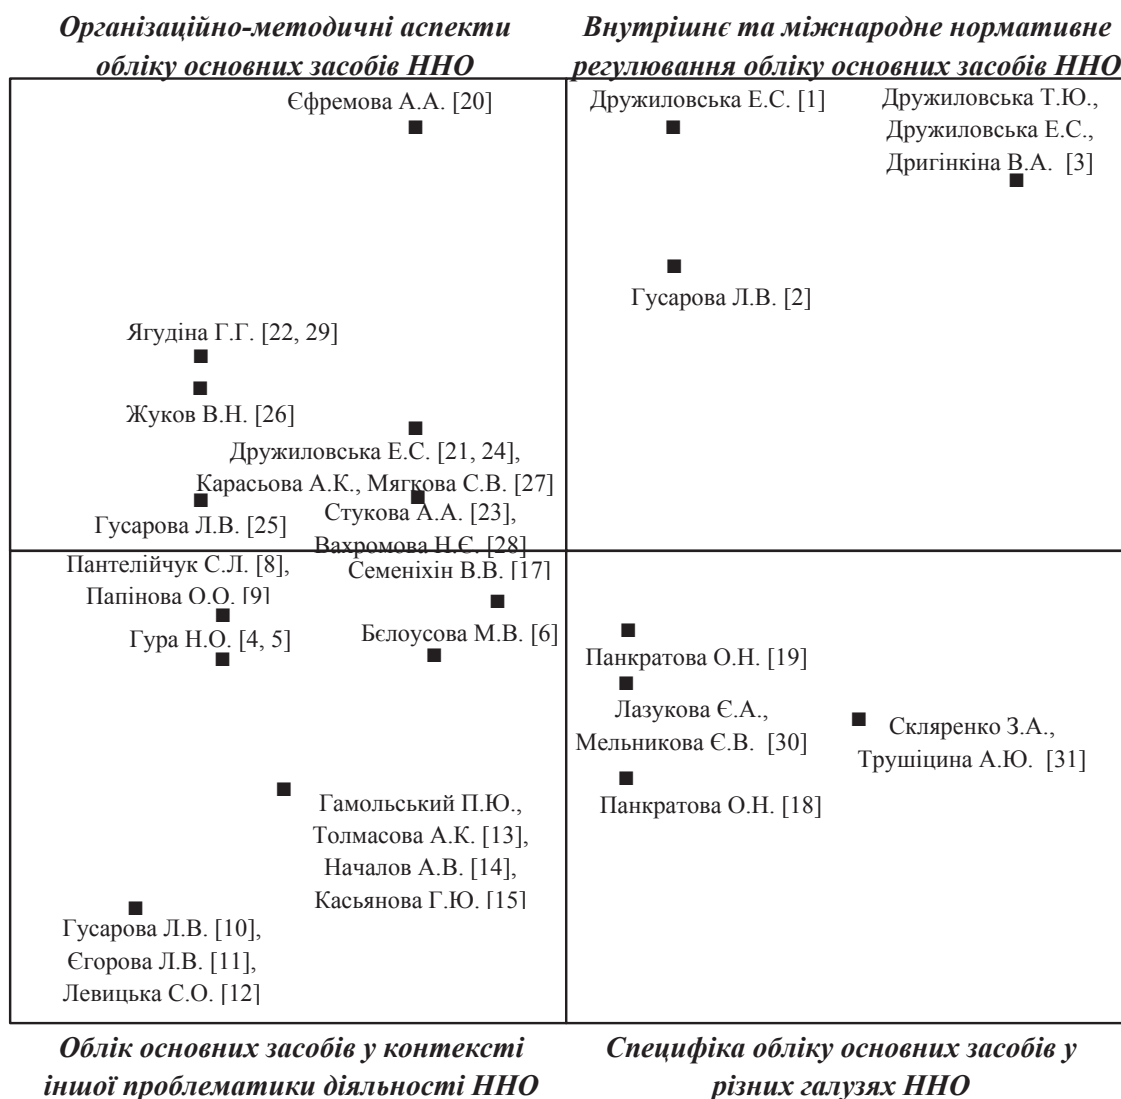 Організаційно-методичні аспекти
обліку основних засобів ННО
Внутрішнє та міжнародне нормативне
регулювання обліку основних засобів ННО
Єфремова А.А. [20]
Ягудіна Г.Г. [22, 29]
Жуков В.Н. [26]
Дружиловська Е.С. [21, 24],
Карасьова А.К., Мягкова С.В. [27]
Гусарова Л.В. [25]
Стукова А.А. [23],
Вахромова Н.Є. [28]
Дружиловська Е.С. [1]
Дружиловська Т.Ю.,
Дружиловська Е.С.,
Дригінкіна В.А. [3]
Гусарова Л.В. [2]
Пантелійчук С.Л. [8],
Папінова О.О. [9]
Гура Н.О. [4, 5]
Семеніхін В.В. [17]
Бєлоусова М.В. [6]
Гамольський П.Ю.,
Толмасова А.К. [13],
Началов А.В. [14],
Касьянова Г.Ю. [15]
Гусарова Л.В. [10],
Єгорова Л.В. [11],
Левицька С.О. [12]
Панкратова О.Н. [19]
Лазукова Є.А.,
Мельникова Є.В. [30]
Скляренко З.А.,
Трушіцина А.Ю. [31]
Панкратова О.Н. [18]
Облік основних засобів у контексті
іншої проблематики діяльності ННО
Специфіка обліку основних засобів у
різних галузях ННО